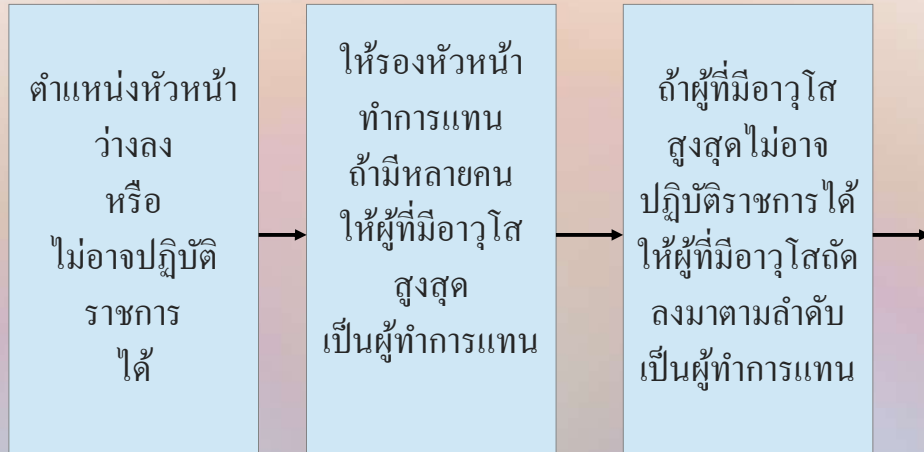 ตำแหน่งหัวหน้า
ว่างลง
หรือ
ไม่อาจปฏิบัติ
ราชการ
ได้
ให้รองหัวหน้า
ทำการแทน
ถ้ามีหลายคน
ให้ผู้ที่มีอาวุโส
สูงสุด
เป็นผู้ทำการแทน
ถ้าผู้ที่มีอาวุโส
สูงสุดไม่อาจ
ปฏิบัติราชการได้
ให้ผู้ที่มีอาวุโสถัด
ลงมาตามลำดับ
เป็นผู้ทำการแทน